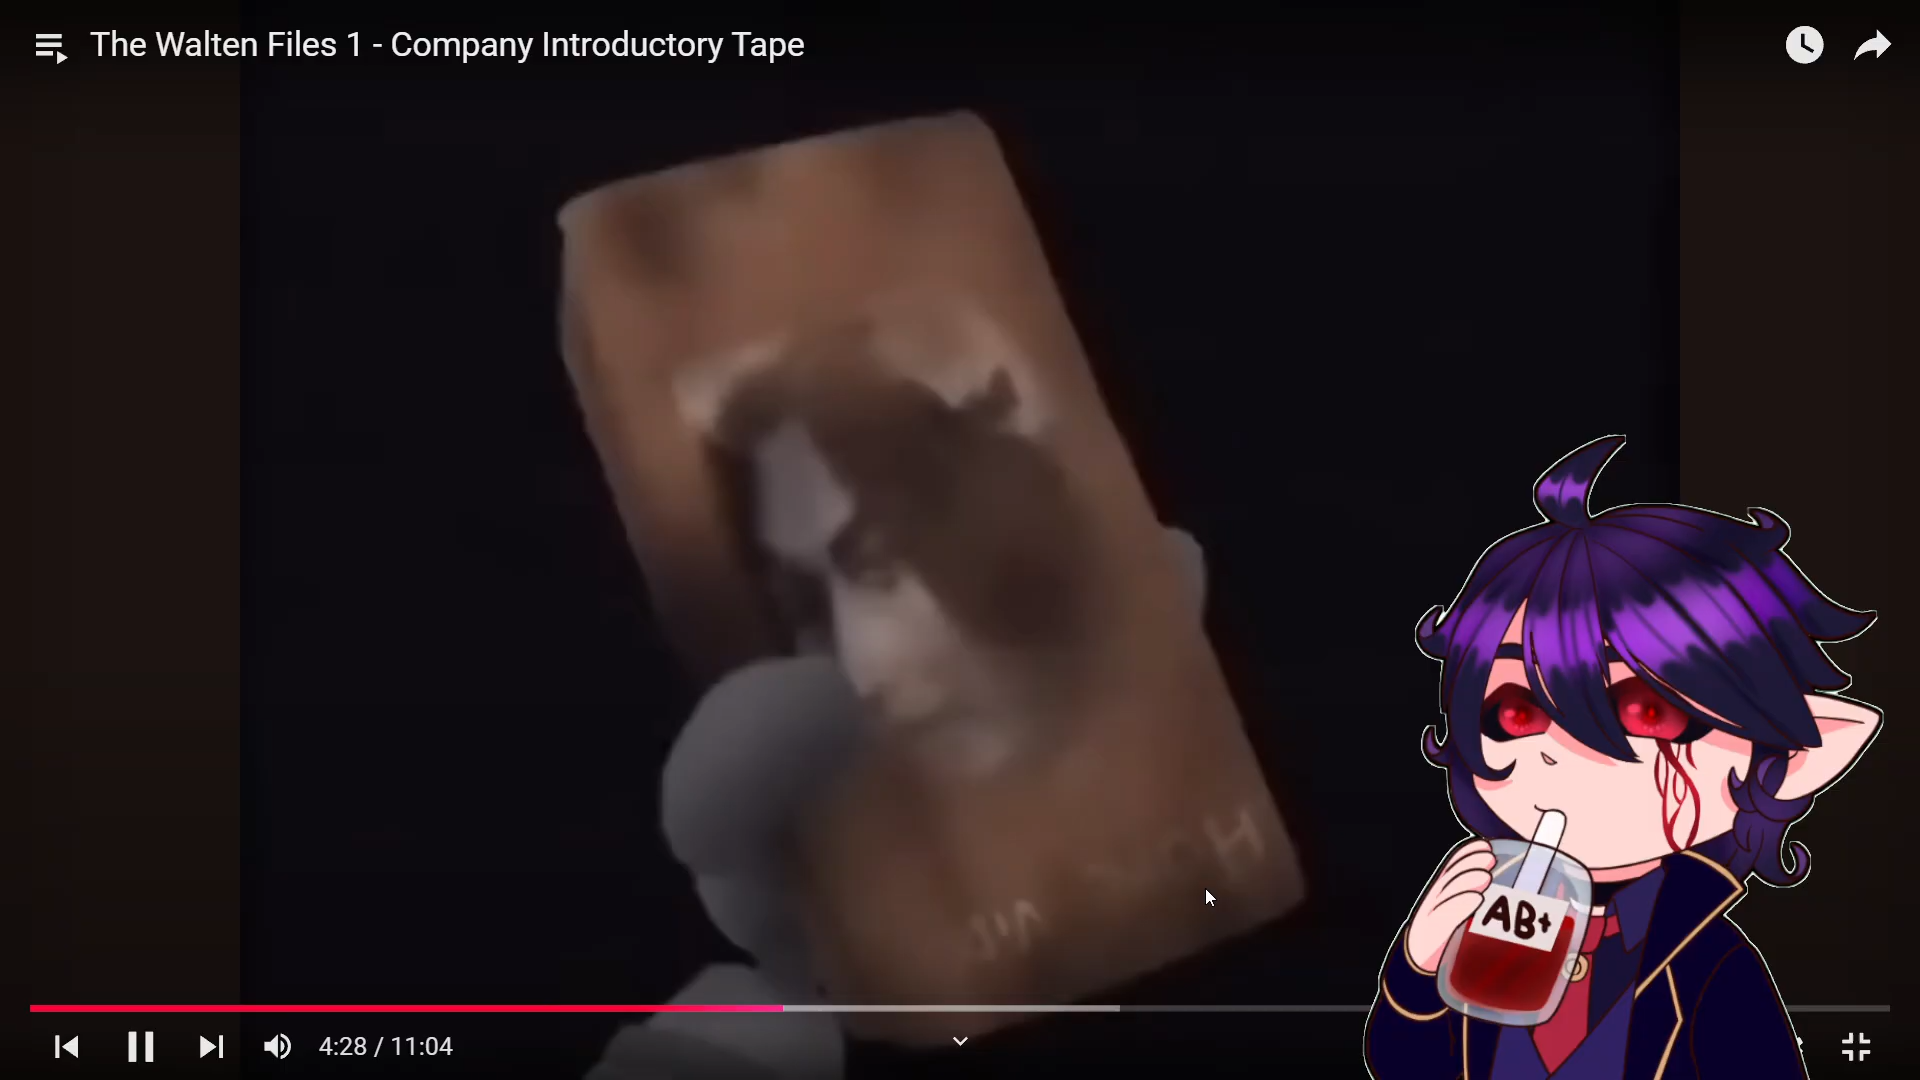 The Walten Files 1 - Company Introductory Tape
AB+
4:28 / 11:04